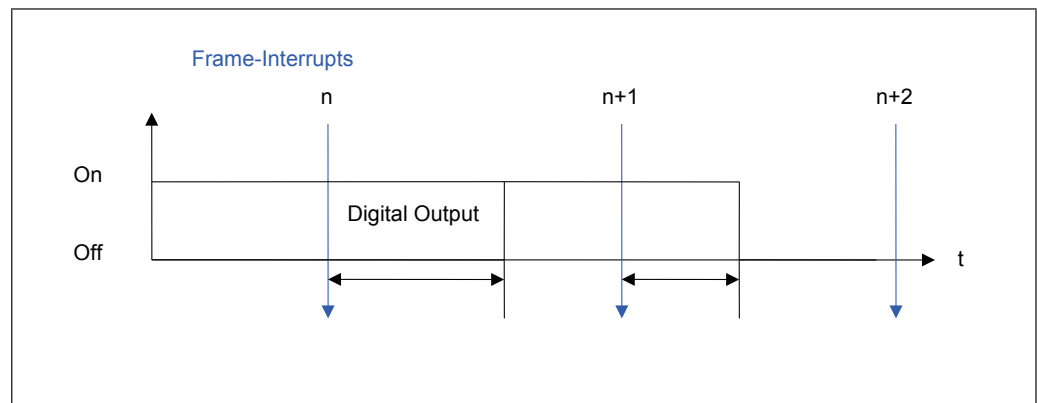 Frame-Interrupts
n n+1 n+2
On
Digital Output
Off
t